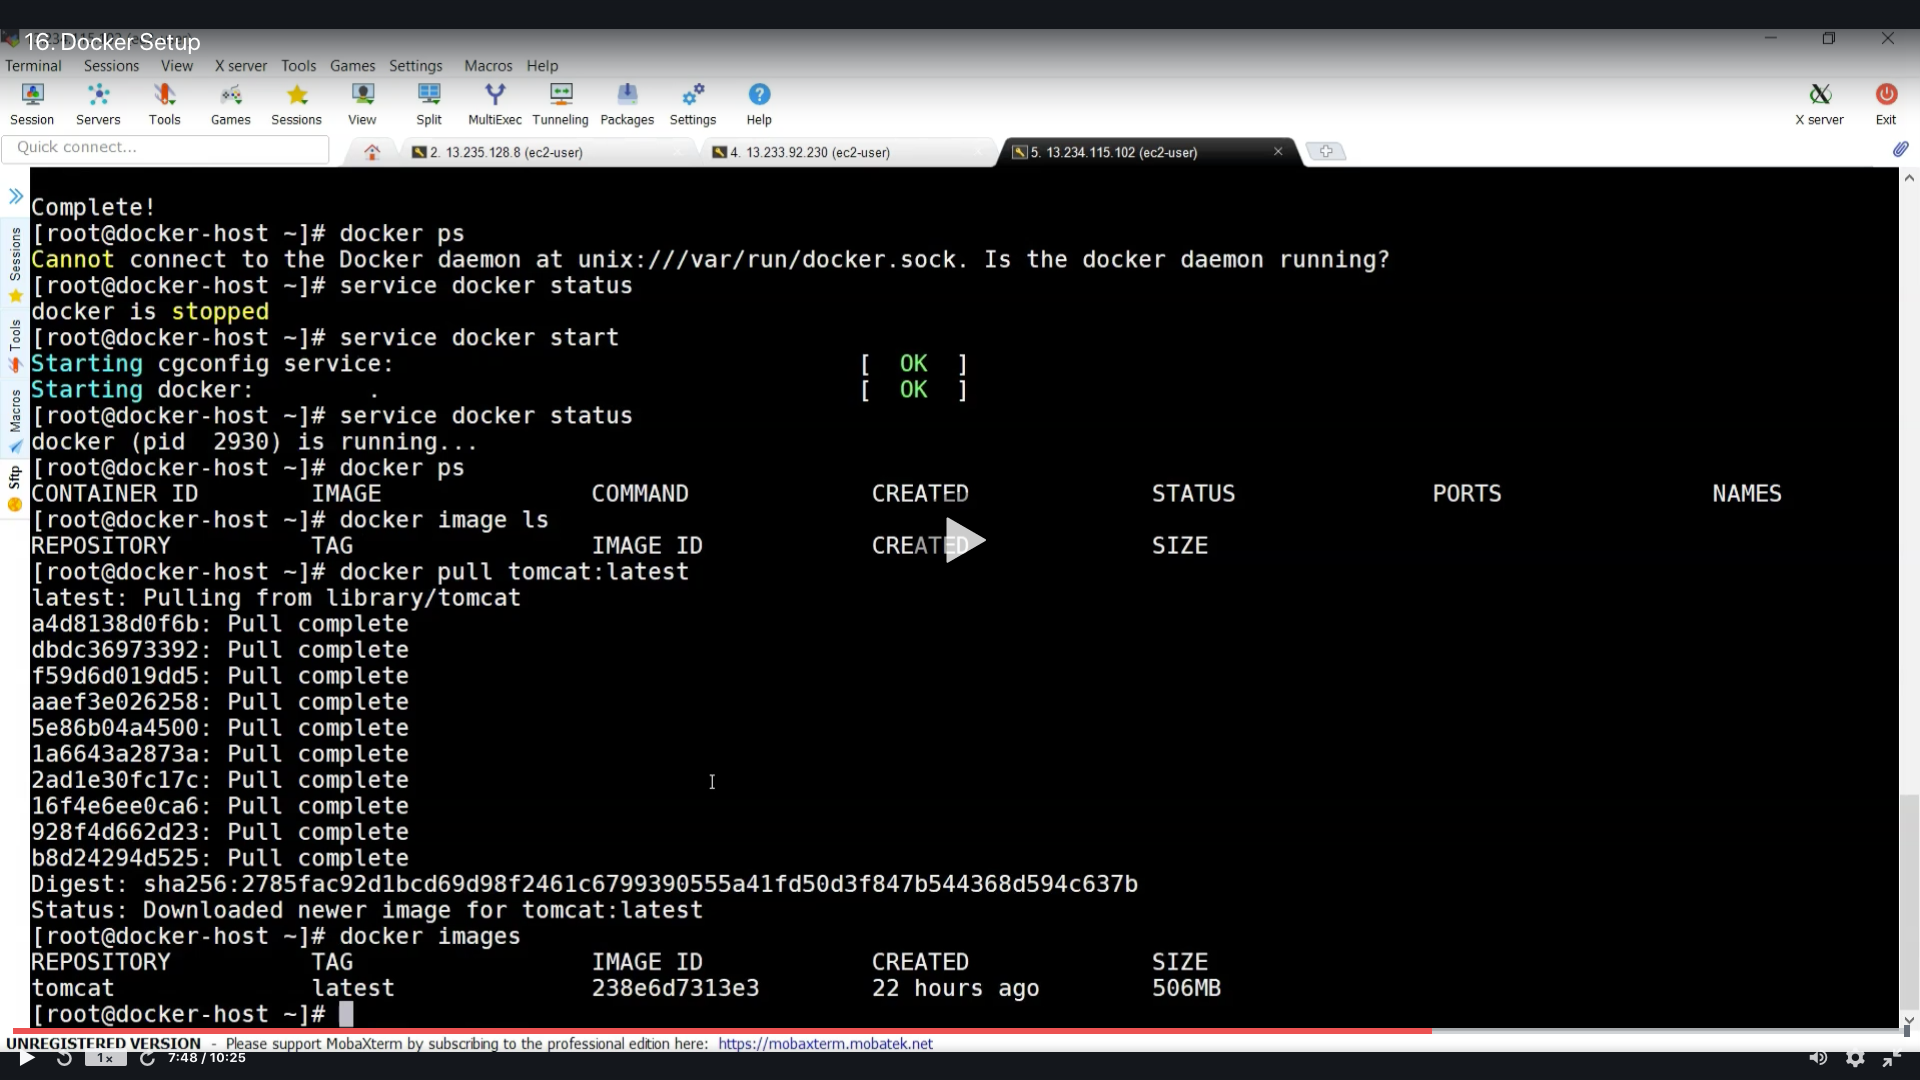 16. Docker Setup
Terminal Sessions View X server Tools Games Settings Macros Help
Session Servers Tools Games Sessions View Split MultiExec Tunneling Packages Settings Help X server Exit
Quick connect...
2. 13.235.128.8 (ec2-user)
4. 13.233.92.230 (ec2-user)
5. 13.234.115.102 (ec2-user)
Sessions
Tools
Macros
Sftp
Complete!
[root@docker-host ~]# docker ps
Cannot connect to the Docker daemon at unix:///var/run/docker.sock. Is the docker daemon running?
[root@docker-host ~]# service docker status
docker is stopped
[root@docker-host ~]# service docker start
Starting cgconfig service: [ OK ]
Starting docker: . [ OK ]
[root@docker-host ~]# service docker status
docker (pid 2930) is running...
[root@docker-host ~]# docker ps
CONTAINER ID IMAGE COMMAND CREATED STATUS PORTS NAMES
[root@docker-host ~]# docker image ls
REPOSITORY TAG IMAGE ID CREATED SIZE
[root@docker-host ~]# docker pull tomcat:latest
latest: Pulling from library/tomcat
a4d8138d0f6b: Pull complete
dbdc36973392: Pull complete
f59d6d019dd5: Pull complete
aaef3e026258: Pull complete
5e86b04a4500: Pull complete
1a6643a2873a: Pull complete
2ad1e30fc17c: Pull complete
16f4e6ee0ca6: Pull complete
928f4d662d23: Pull complete
b8d24294d525: Pull complete
Digest: sha256:2785fac92d1bcd69d98f2461c6799390555a41fd50d3f847b544368d594c637b
Status: Downloaded newer image for tomcat:latest
[root@docker-host ~]# docker images
REPOSITORY TAG IMAGE ID CREATED SIZE
tomcat latest 238e6d7313e3 22 hours ago 506MB
[root@docker-host ~]#
UNREGISTERED VERSION - Please support MobaXterm by subscribing to the professional edition here: https://mobaxterm.mobatek.net
1x 7:48 / 10:25